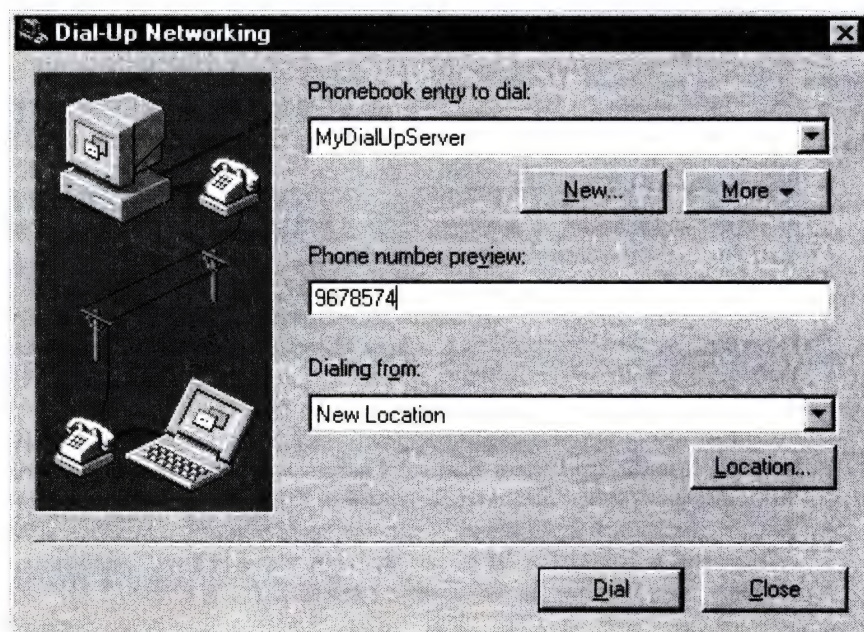 Dial-Up Networking
Phonebook entry to dial:
MyDialUpServer
New... More
Phone number preview:
9678574
Dialing from:
New Location
Location...
Dial Close